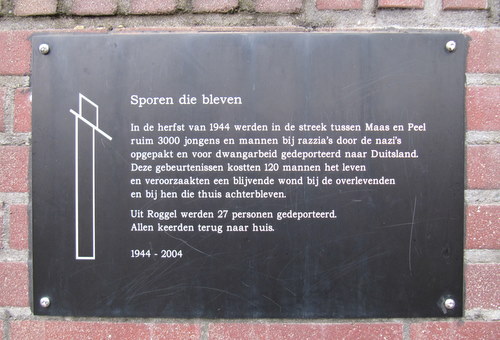 Sporen die bleven
In de herfst van 1944 werden in de streek tussen Maas en Peel
ruim 3000 jongens en mannen bij razzia's door de nazi's
opgepakt en voor dwangarbeid gedeporteerd naar Duitsland.
Deze gebeurtenissen kostten 120 mannen het leven
en veroorzaakten een blijvende wond bij de overlevenden
en bij hen die thuis achterbleven.
Uit Roggel werden 27 personen gedeporteerd.
Allen keerden terug naar huis.
1944 - 2004